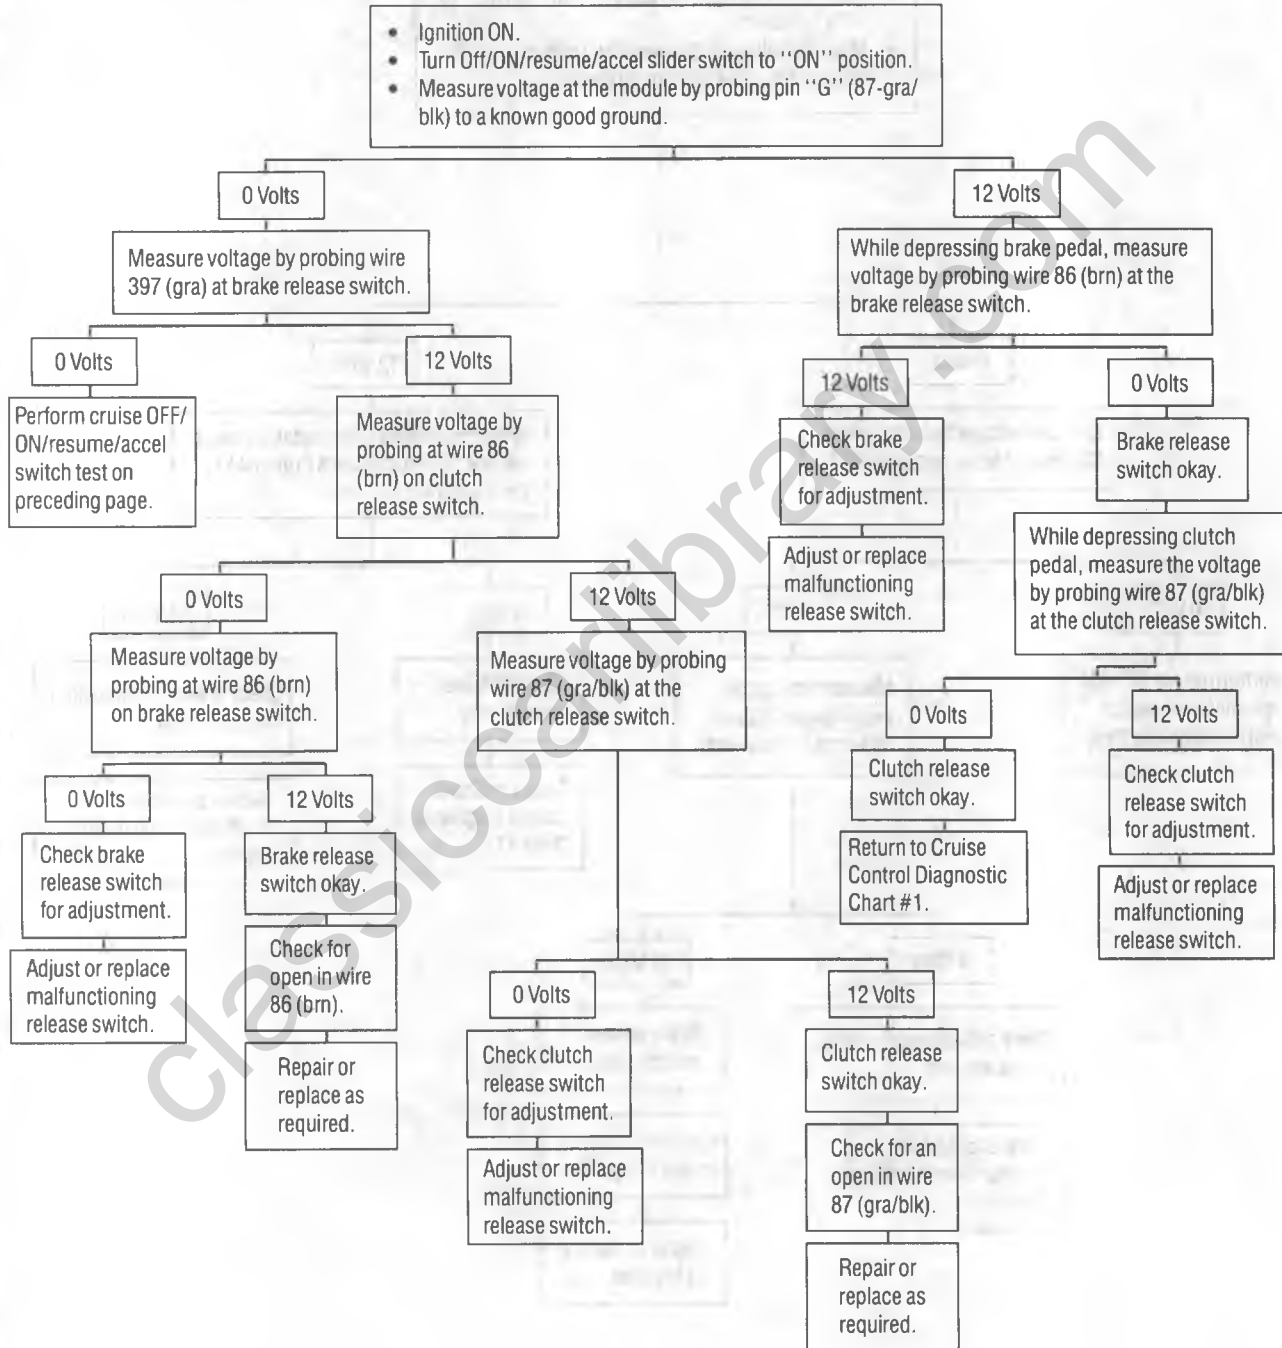 • Ignition ON.
• Turn Off/ON/resume/accel slider switch to "ON" position.
• Measure voltage at the module by probing pin "G" (87-gra/
blk) to a known good ground.
0 Volts
12 Volts
Measure voltage by probing wire
397 (gra) at brake release switch.
While depressing brake pedal, measure
voltage by probing wire 86 (brn) at the
brake release switch.
0 Volts
12 Volts
12 Volts
0 Volts
Perform cruise OFF/
ON/resume/accel
switch test on
preceding page.
Measure voltage by
probing at wire 86
(brn) on clutch
release switch.
Check brake
release switch
for adjustment.
Brake release
switch okay.
Adjust or replace
malfunctioning
release switch.
While depressing clutch
pedal, measure the voltage
by probing wire 87 (gra/blk)
at the clutch release switch.
0 Volts
12 Volts
Measure voltage by
probing at wire 86 (brn)
on brake release switch.
Measure voltage by probing
wire 87 (gra/blk) at the
clutch release switch.
0 Volts
12 Volts
Clutch release
switch okay.
Check clutch
release switch
for adjustment.
Return to Cruise
Control Diagnostic
Chart #1.
Adjust or replace
malfunctioning
release switch.
0 Volts
12 Volts
Check brake
release switch
for adjustment.
Brake release
switch okay.
Adjust or replace
malfunctioning
release switch.
Check for
open in wire
86 (brn).
Repair or
replace as
required.
0 Volts
12 Volts
Check clutch
release switch
for adjustment.
Clutch release
switch okay.
Adjust or replace
malfunctioning
release switch.
Check for an
open in wire
87 (gra/blk).
Repair or
replace as
required.
classiccarlibrary.com